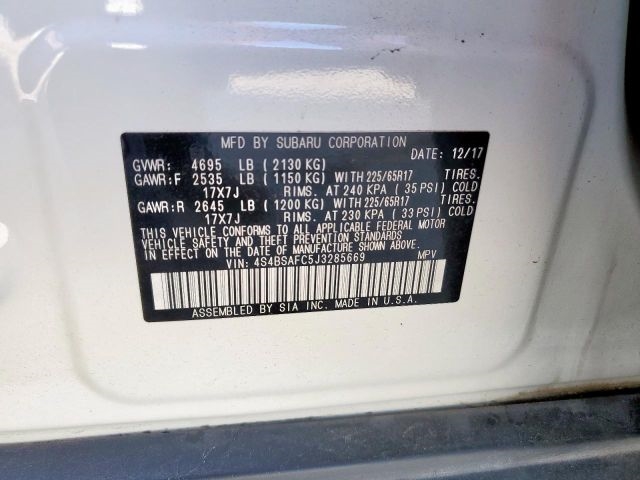 MFD BY SUBARU CORPORATION
GVWR: 4695 LB ( 2130 KG) DATE: 12/17
GAWR:F 2535 LB ( 1150 KG) WITH 225/65R17 TIRES.
17X7J RIMS. AT 240 KPA ( 35 PSI) COLD
GAWR:R 2645 LB ( 1200 KG) WITH 225/65R17 TIRES.
17X7J RIMS. AT 230 KPA ( 33 PSI) COLD
THIS VEHICLE CONFORMS TO ALL APPLICABLE FEDERAL MOTOR
VEHICLE SAFETY AND THEFT PREVENTION STANDARDS
IN EFFECT ON THE DATE OF MANUFACTURE SHOWN ABOVE.
VIN: 4S4BSAFC5J3285669 MPV
ASSEMBLED BY SIA INC. MADE IN U.S.A.